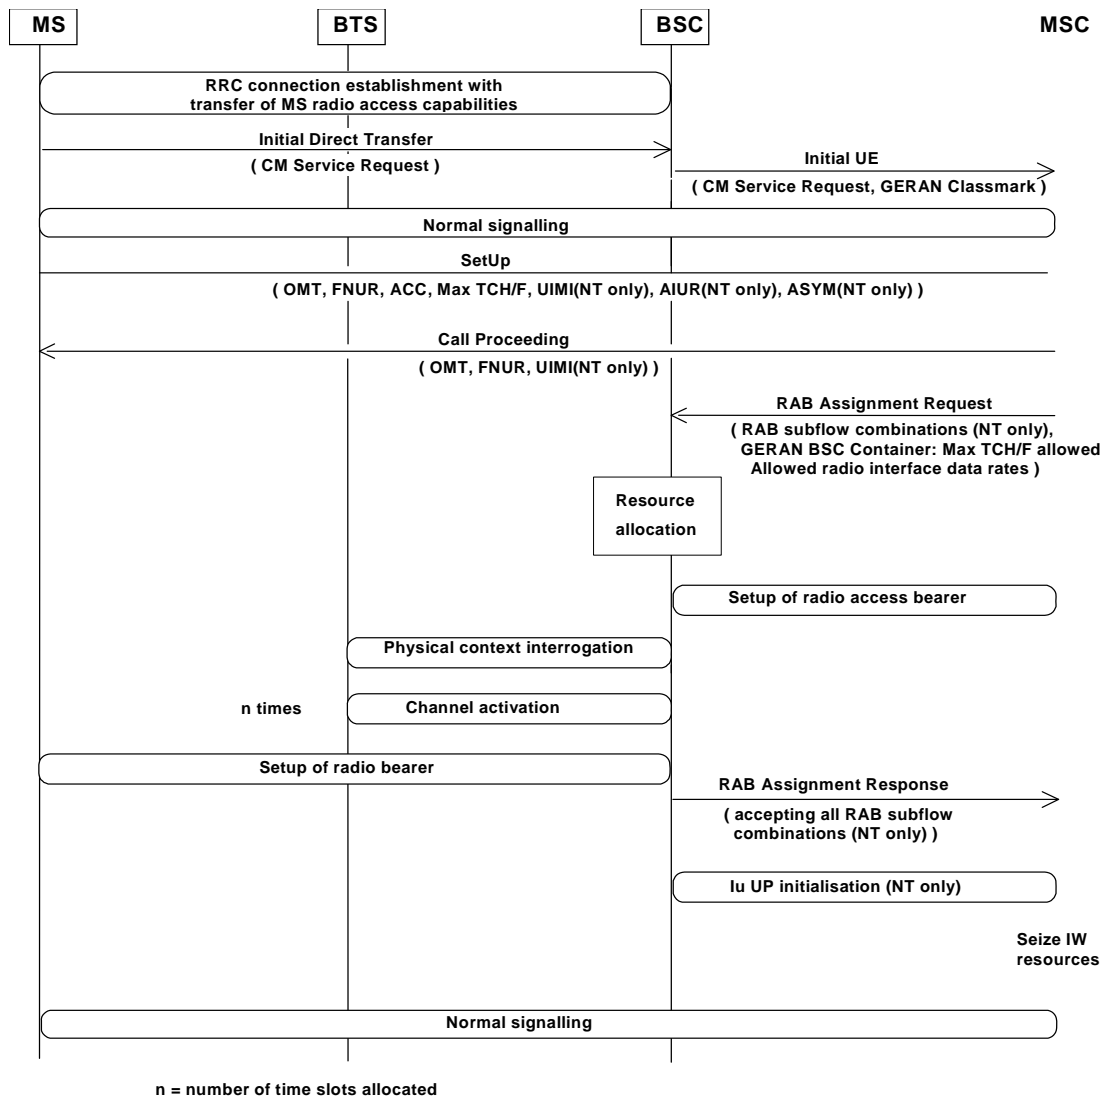 MS BTS BSC MSC
RRC connection establishment with
transfer of MS radio access capabilities
Initial Direct Transfer
( CM Service Request )
Initial UE
( CM Service Request, GERAN Classmark )
Normal signalling
SetUp
( OMT, FNUR, ACC, Max TCH/F, UIMI(NT only), AIUR(NT only), ASYM(NT only) )
Call Proceeding
( OMT, FNUR, UIMI(NT only) )
RAB Assignment Request
( RAB subflow combinations (NT only),
GERAN BSC Container: Max TCH/F allowed
Allowed radio interface data rates )
Resource
allocation
Setup of radio access bearer
Physical context interrogation
n times
Channel activation
Setup of radio bearer
RAB Assignment Response
( accepting all RAB subflow
combinations (NT only) )
Iu UP initialisation (NT only)
Seize IW
resources
Normal signalling
n = number of time slots allocated